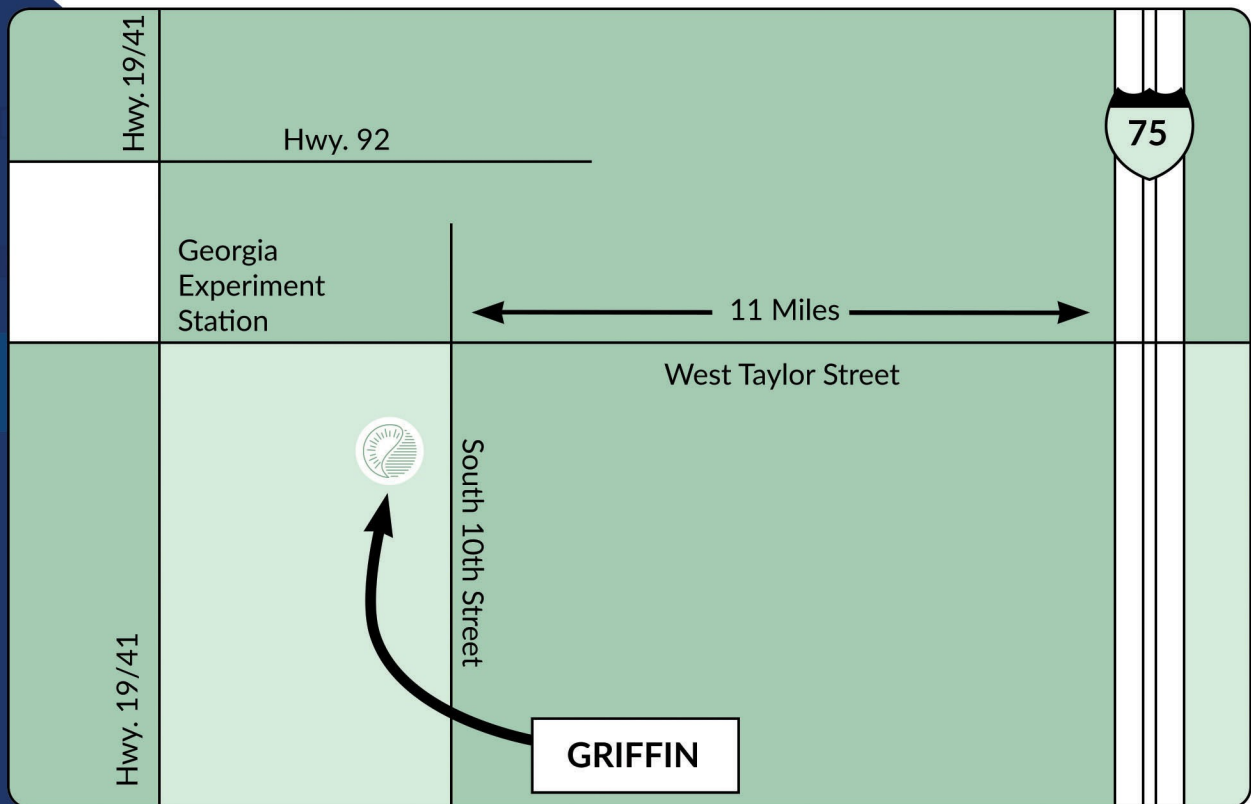 Hwy. 19/41
Hwy. 92
75
Georgia
Experiment
Station
11 Miles
West Taylor Street
South 10th Street
Hwy. 19/41
GRIFFIN